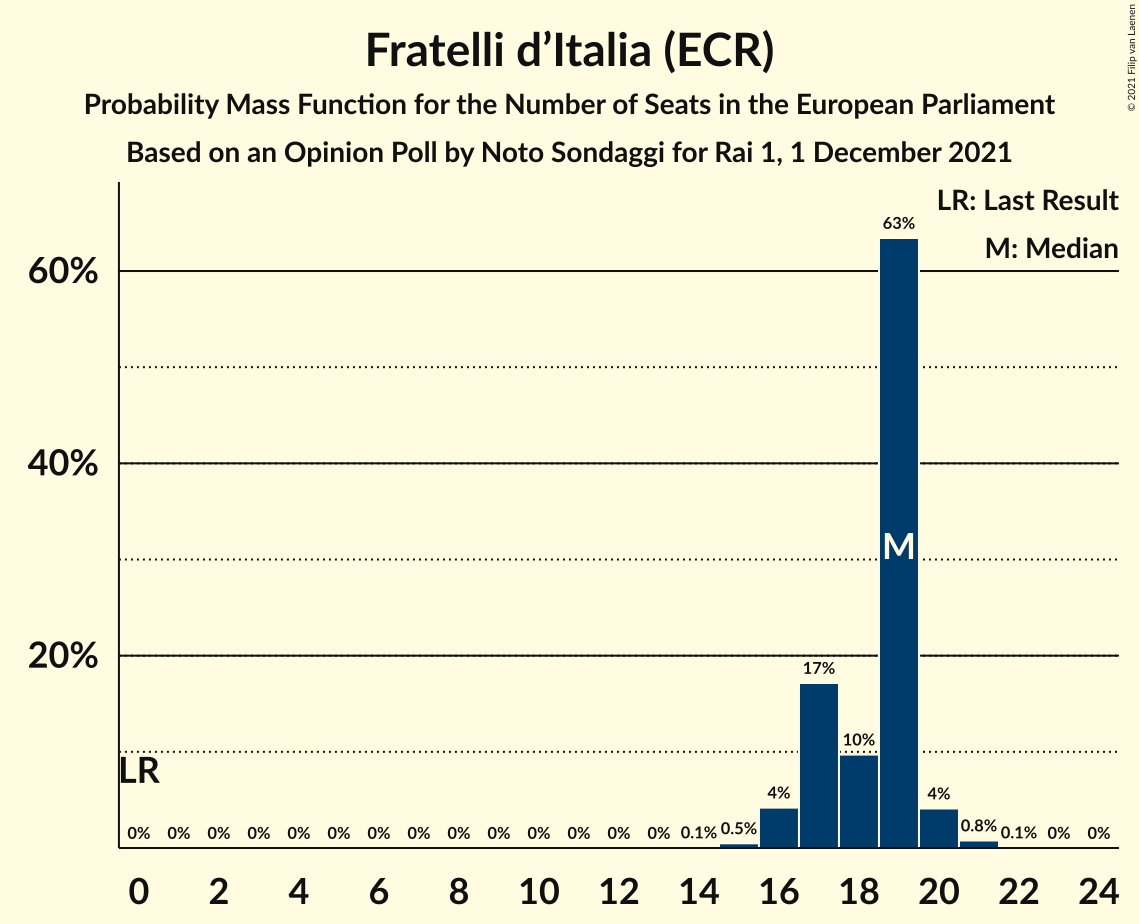 Fratelli d’Italia (ECR)
Probability Mass Function for the Number of Seats in the European Parliament
Based on an Opinion Poll by Noto Sondaggi for Rai 1, 1 December 2021
© 2021 Filip van Laenen
LR: Last Result
M: Median
63%
60%
40%
M
20%
17%
10%
LR
4%
4%
0% 0% 0% 0% 0% 0% 0% 0% 0% 0% 0% 0% 0% 0% 0.1% 0.5% 0.8% 0.1% 0% 0%
0 2 4 6 8 10 12 14 16 18 20 22 24